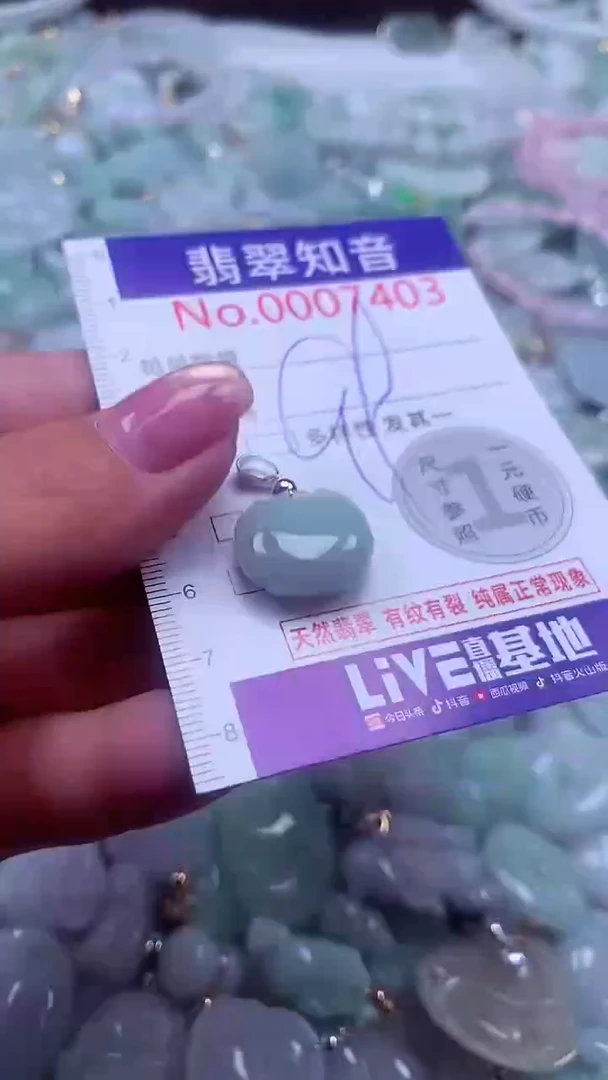 翡翠知音
No.0007403
尺寸参照
1
一元硬币
6
7
8
天然翡翠 有纹有裂 纯属正常现象
LiVE直播基地
今日头条 抖音 西瓜视频 抖音火山版